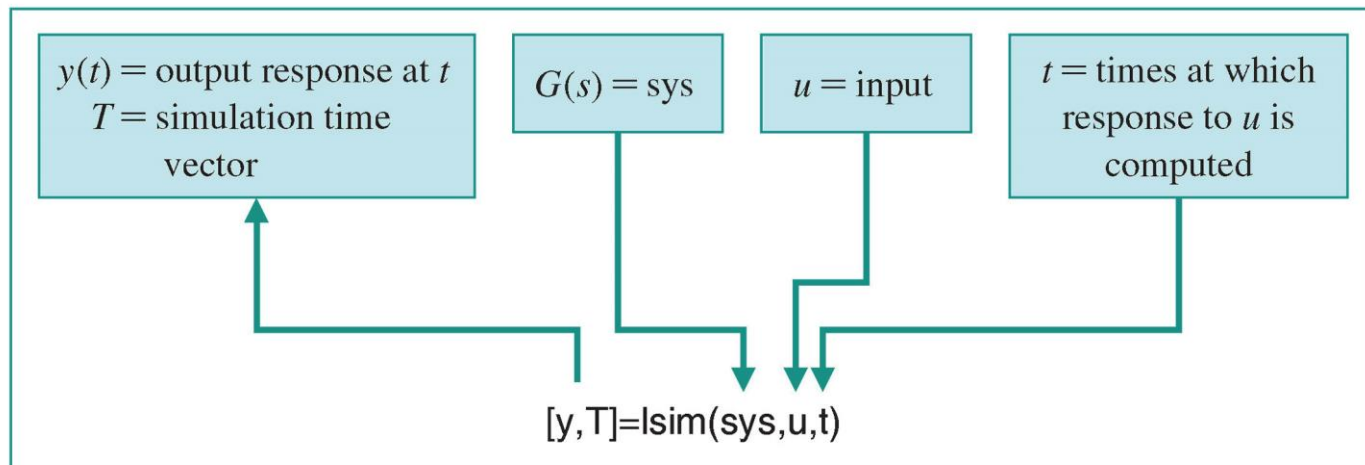 y(t) = output response at t
T = simulation time
vector
G(s) = sys
u = input
t = times at which
response to u is
computed
[y,T]=lsim(sys,u,t)